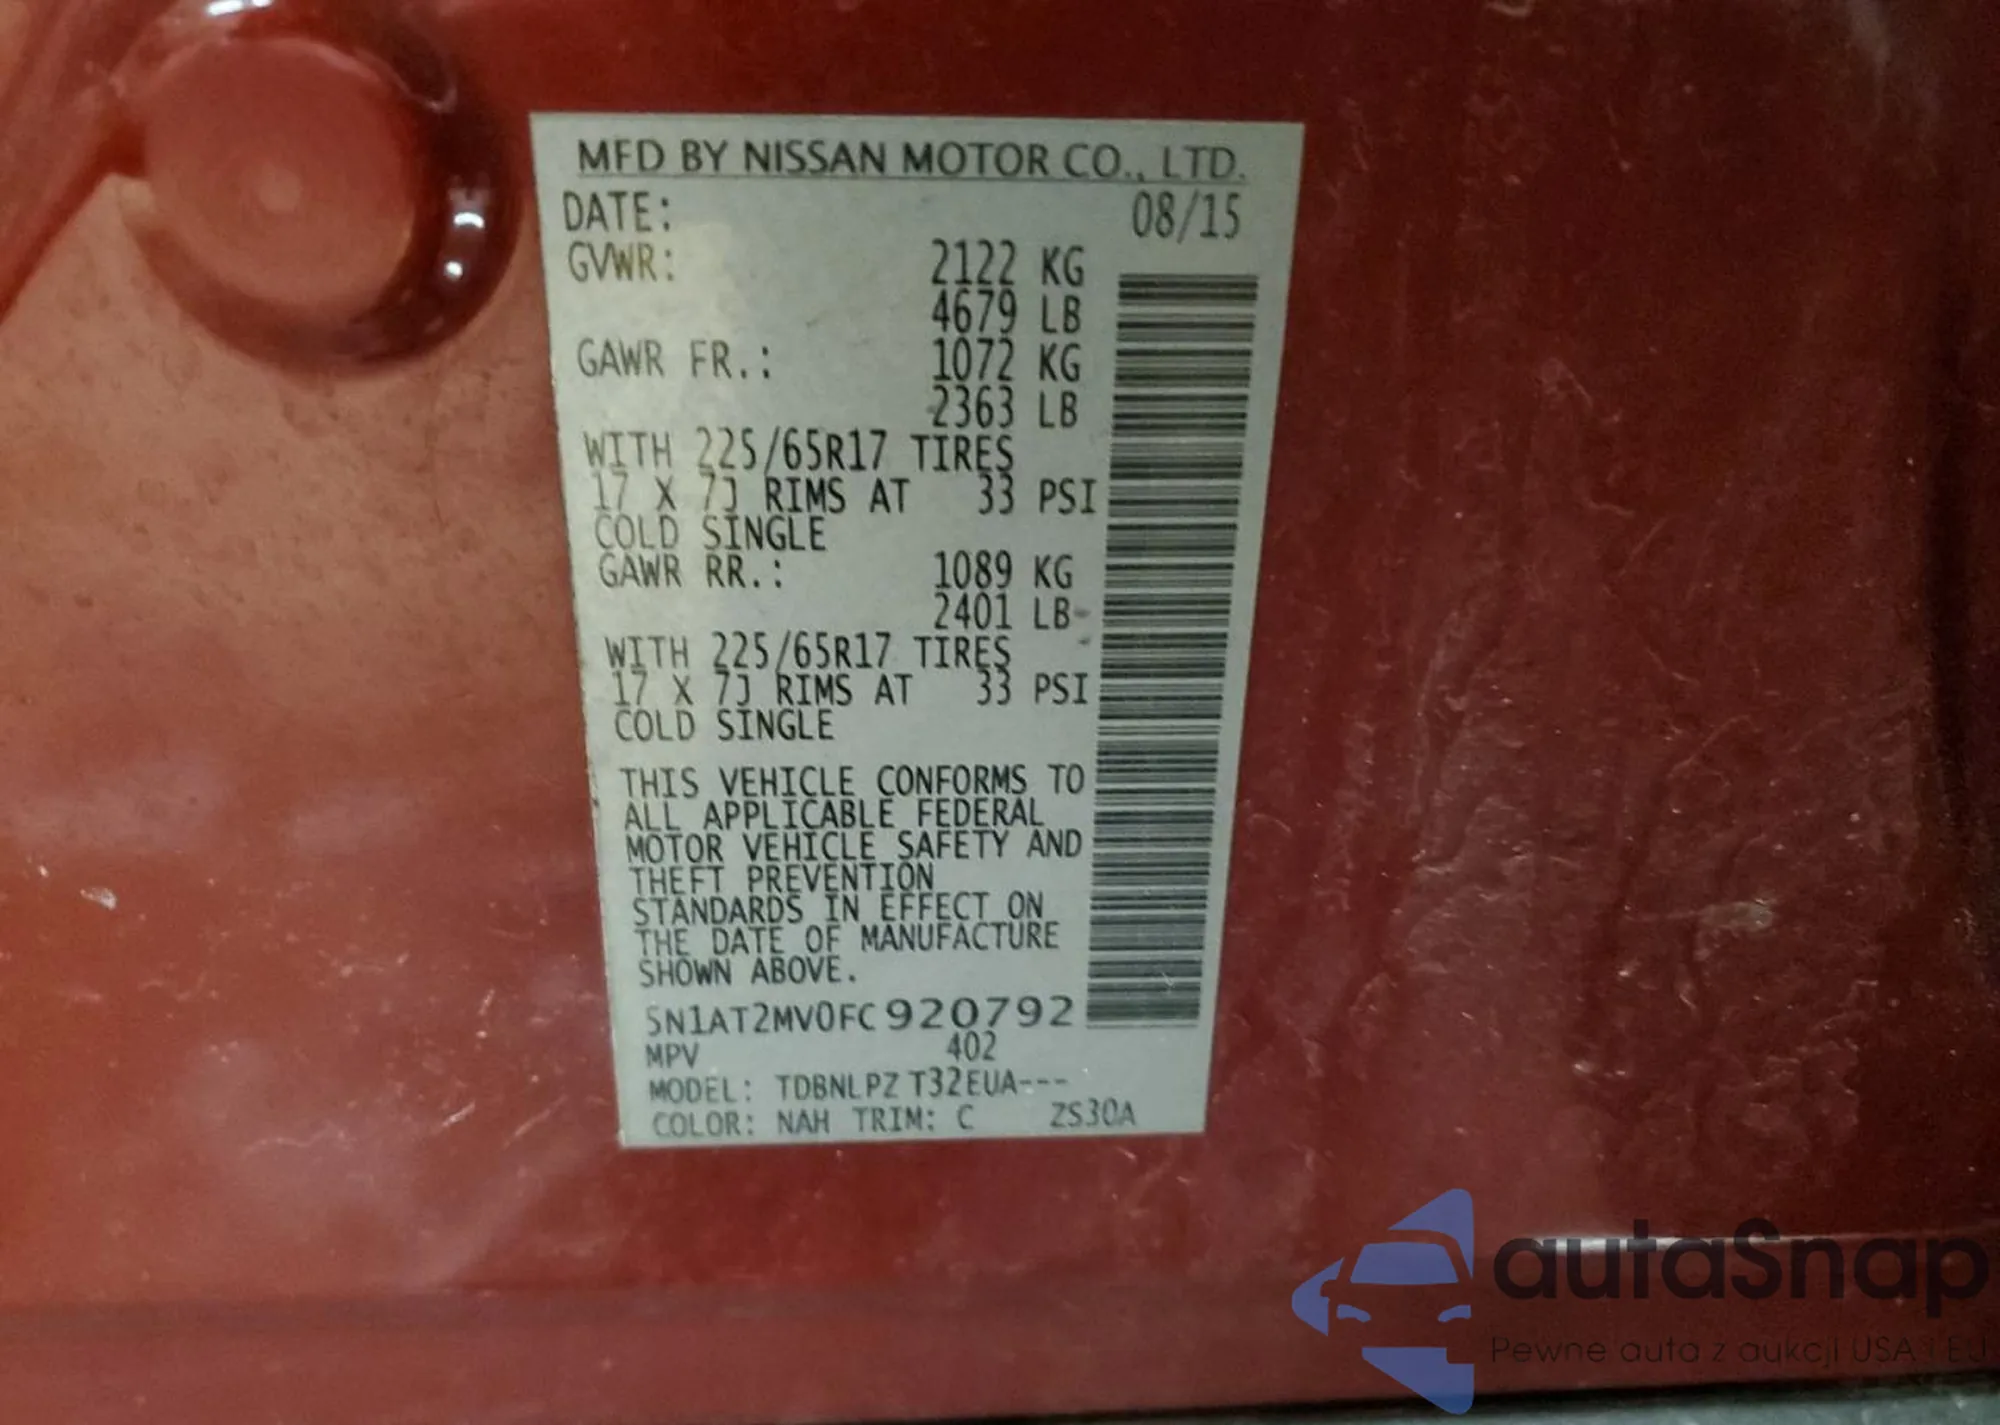 MFD BY NISSAN MOTOR CO., LTD.
DATE: 08/15
GVWR: 2122 KG
4679 LB
GAWR FR.: 1072 KG
2363 LB
WITH 225/65R17 TIRES
17 X 7J RIMS AT 33 PSI
COLD SINGLE
GAWR RR.: 1089 KG
2401 LB
WITH 225/65R17 TIRES
17 X 7J RIMS AT 33 PSI
COLD SINGLE
THIS VEHICLE CONFORMS TO
ALL APPLICABLE FEDERAL
MOTOR VEHICLE SAFETY AND
THEFT PREVENTION
STANDARDS IN EFFECT ON
THE DATE OF MANUFACTURE
SHOWN ABOVE.
5N1AT2MV0FC920792
MPV 402
MODEL: TDBNLPZ T32EUA---
COLOR: NAH TRIM: C ZS30A
autaSnap
Pewne auta z aukcji USA i EU